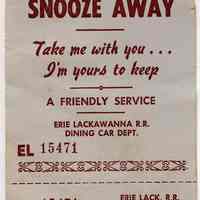 SNOOZE AWAY
Take me with you...
I'm yours to keep
A FRIENDLY SERVICE
ERIE LACKAWANNA R.R.
DINING CAR DEPT.
EL 15471
ERIE LACK. R.R.